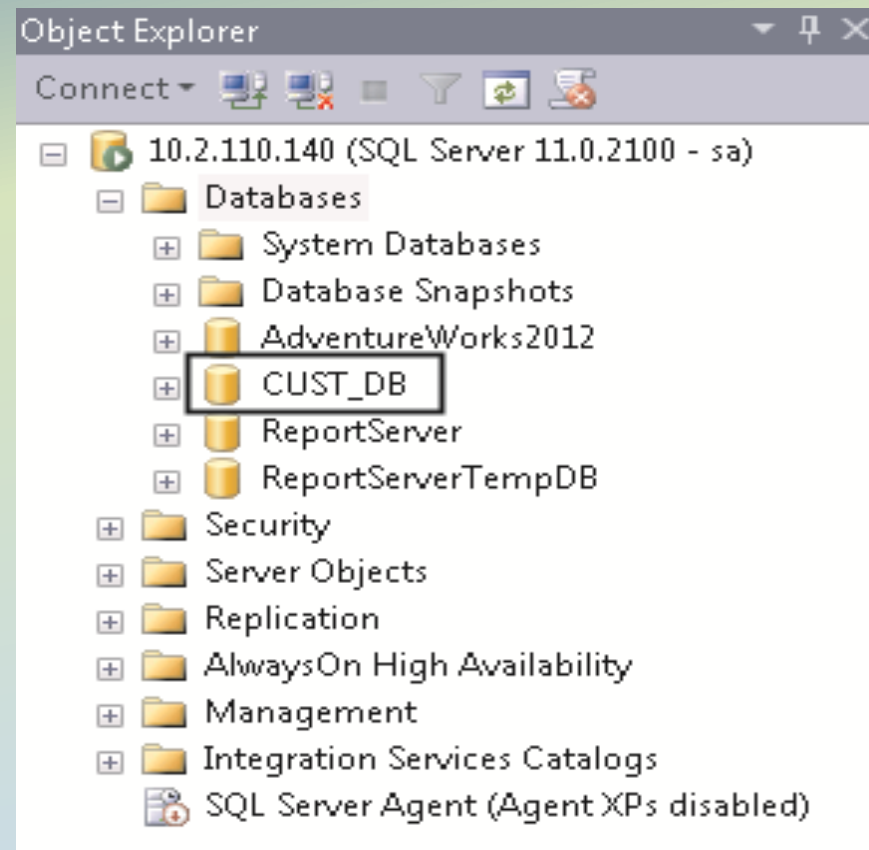 Object Explorer
Connect
10.2.110.140 (SQL Server 11.0.2100 - sa)
Databases
System Databases
Database Snapshots
AdventureWorks2012
CUST_DB
ReportServer
ReportServerTempDB
Security
Server Objects
Replication
AlwaysOn High Availability
Management
Integration Services Catalogs
SQL Server Agent (Agent XPs disabled)